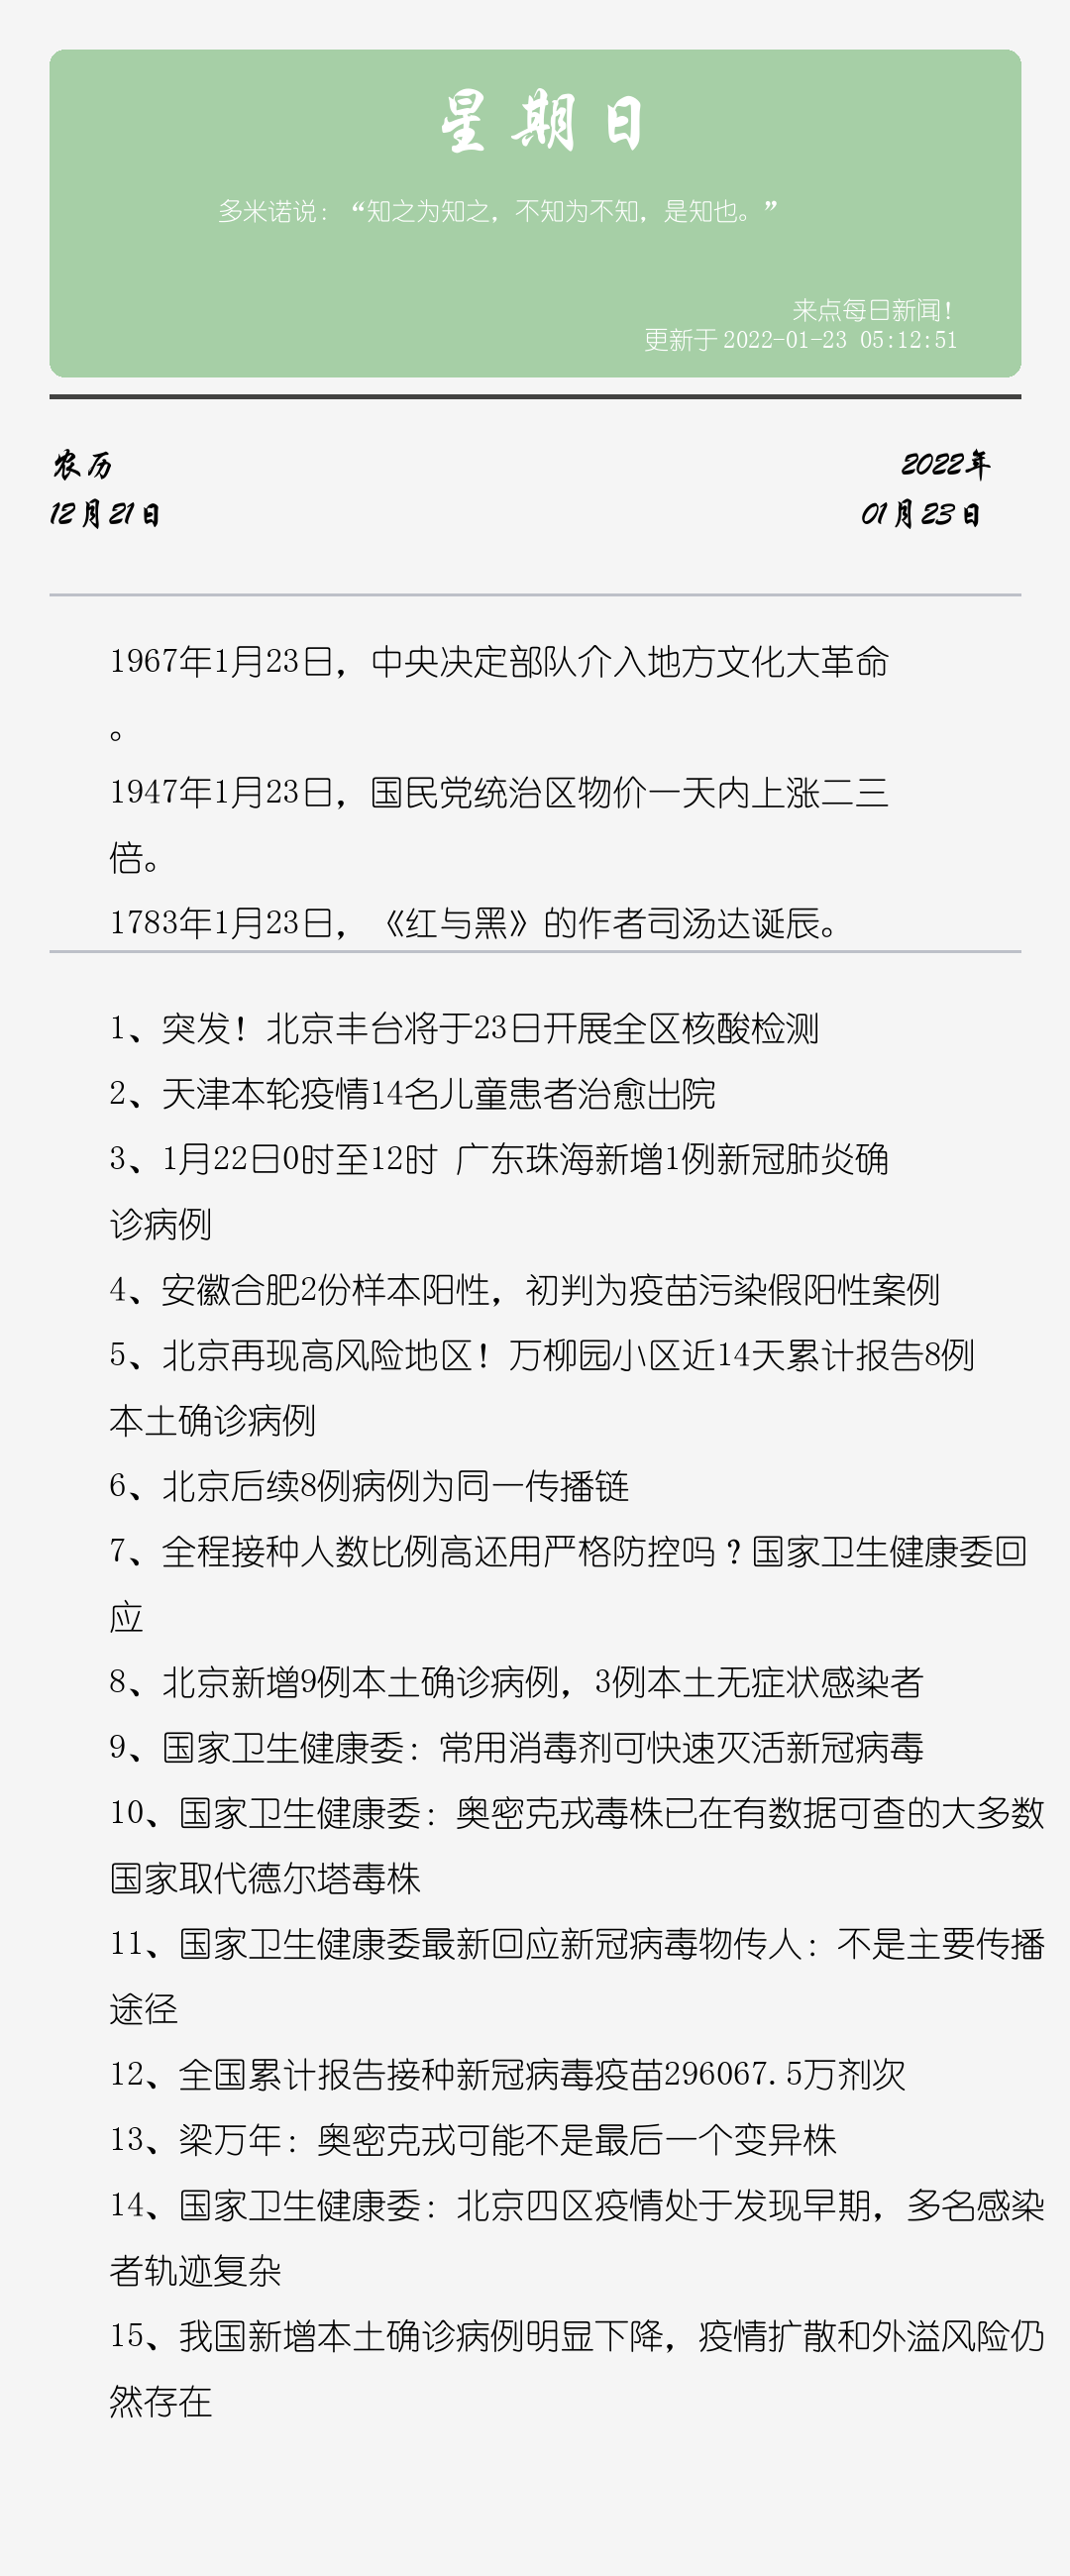 星期日
多米诺说：“知之为知之，不知为不知，是知也。”
来点每日新闻！
更新于 2022-01-23 05:12:51
农历
2022年
12月21日
01月23日
1967年1月23日，中央决定部队介入地方文化大革命
。
1947年1月23日，国民党统治区物价一天内上涨二三
倍。
1783年1月23日，《红与黑》的作者司汤达诞辰。
1、突发！北京丰台将于23日开展全区核酸检测
2、天津本轮疫情14名儿童患者治愈出院
3、1月22日0时至12时 广东珠海新增1例新冠肺炎确
诊病例
4、安徽合肥2份样本阳性，初判为疫苗污染假阳性案例
5、北京再现高风险地区！万柳园小区近14天累计报告8例
本土确诊病例
6、北京后续8例病例为同一传播链
7、全程接种人数比例高还用严格防控吗？国家卫生健康委回
应
8、北京新增9例本土确诊病例，3例本土无症状感染者
9、国家卫生健康委：常用消毒剂可快速灭活新冠病毒
10、国家卫生健康委：奥密克戎毒株已在有数据可查的大多数
国家取代德尔塔毒株
11、国家卫生健康委最新回应新冠病毒物传人：不是主要传播
途径
12、全国累计报告接种新冠病毒疫苗296067.5万剂次
13、梁万年：奥密克戎可能不是最后一个变异株
14、国家卫生健康委：北京四区疫情处于发现早期，多名感染
者轨迹复杂
15、我国新增本土确诊病例明显下降，疫情扩散和外溢风险仍
然存在